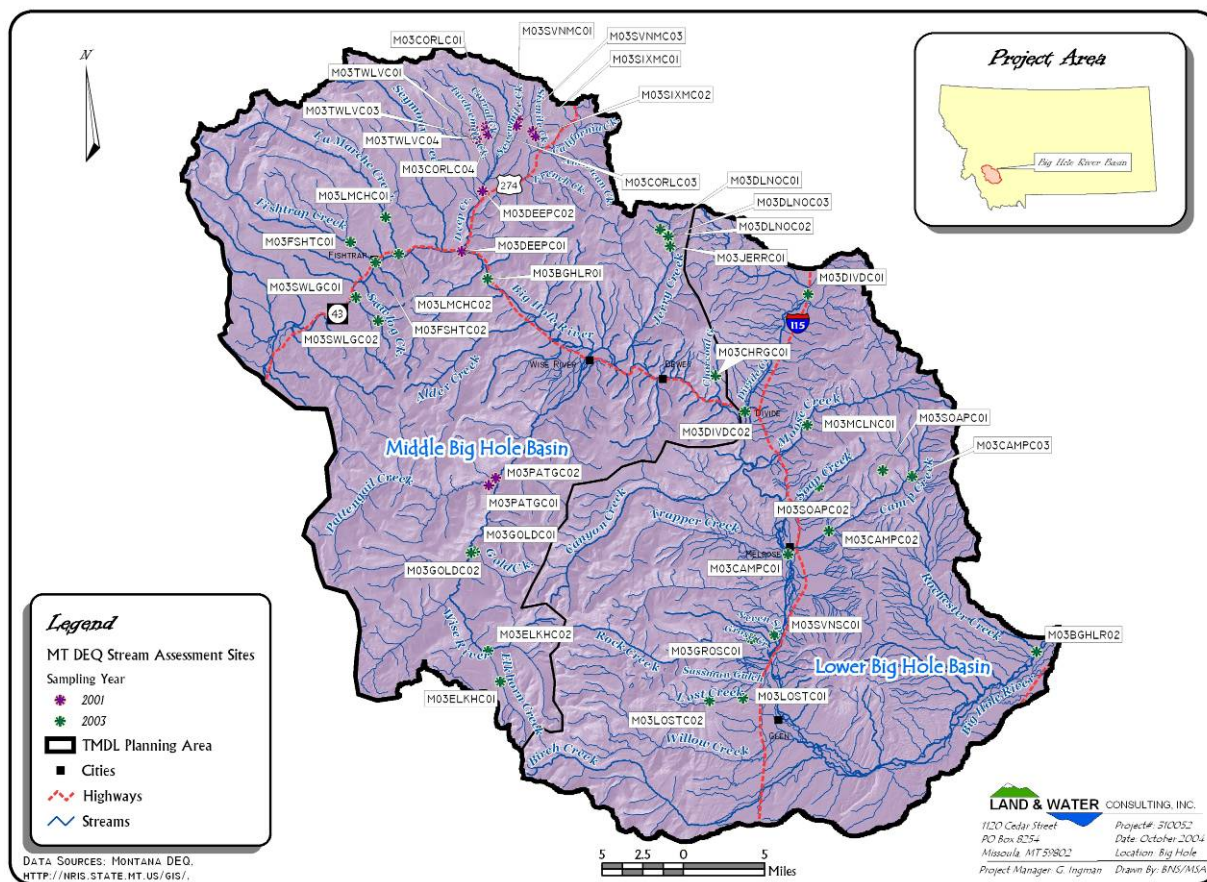 N
M03CORLC01
M03SVNMC01
M03SVNMC03
M03SIXMC01
M03SIXMC02
M03TWLVC01
M03TWLVC03
M03TWLVC04
M03CORLC04
M03CORLC03
M03DEEPC02
M03DEEPC01
M03LMCHC01
M03FSHTC01
M03SWLGC01
M03SWLGC02
M03LMCHC02
M03FSHTC02
M03BGHLR01
M03DLNOC01
M03DLNOC03
M03DLNOC02
M03JERRC01
M03DIVDC01
M03CHRGC01
M03DIVDC02
M03MCLNC01
M03SOAPC01
M03CAMPC03
M03SOAPC02
M03CAMPC02
M03CAMPC01
M03PATGC02
M03PATGC01
M03GOLDC01
M03GOLDC02
M03ELKHC02
M03ELKHC01
M03SVNSC01
M03GROSC01
M03LOSTC01
M03LOSTC02
M03BGHLR02
La Marche Creek
Fishtrap Creek
California Ck
Fishtrap
274
43
I15
Big Hole River
Jerry Creek
Alder Creek
Wise River
Dewey
Divide
Moose Creek
Soap Creek
Camp Creek
Middle Big Hole Basin
Pattengail Creek
Canyon Creek
Trapper Creek
Melrose
Gold Ck.
Wise River
Elkhorn Creek
Rock Creek
Lost Creek
Willow Creek
Birch Creek
Glen
Rochester Creek
Lower Big Hole Basin
Big Hole River
Project Area
Big Hole River Basin
Legend
MT DEQ Stream Assessment Sites
Sampling Year
2001
2003
TMDL Planning Area
Cities
Highways
Streams
Data Sources: Montana DEQ,
http://nris.state.mt.us/gis/.
5 2.5 0 5
Miles
LAND & WATER CONSULTING, INC.
1120 Cedar Street Project#: 310052
PO Box 8254 Date: October 2004
Missoula, MT 59802 Location: Big Hole
Project Manager: G. Ingman Drawn By: BNS/MSA